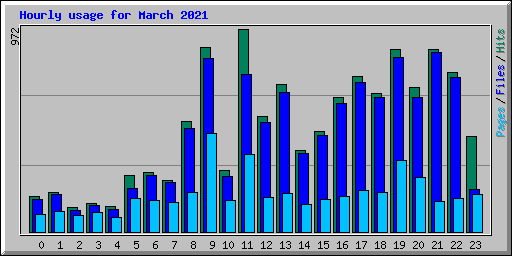 Hourly usage for March 2021
972
Pages/Files/Hits
0 1 2 3 4 5 6 7 8 9 10 11 12 13 14 15 16 17 18 19 20 21 22 23